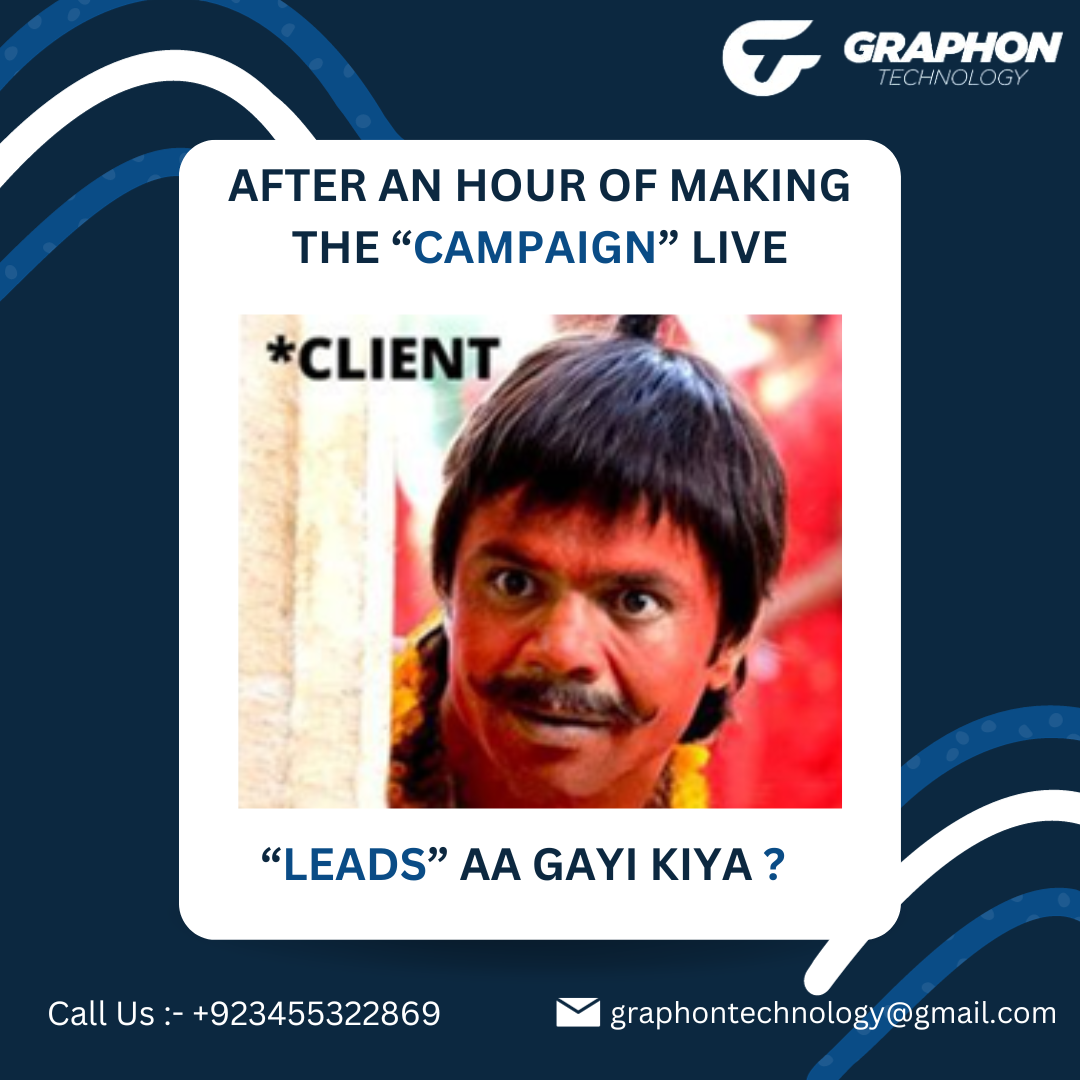 GRAPHON
TECHNOLOGY
AFTER AN HOUR OF MAKING
THE “CAMPAIGN” LIVE
*CLIENT
“LEADS” AA GAYI KIYA ?
Call Us :- +923455322869
graphontechnology@gmail.com